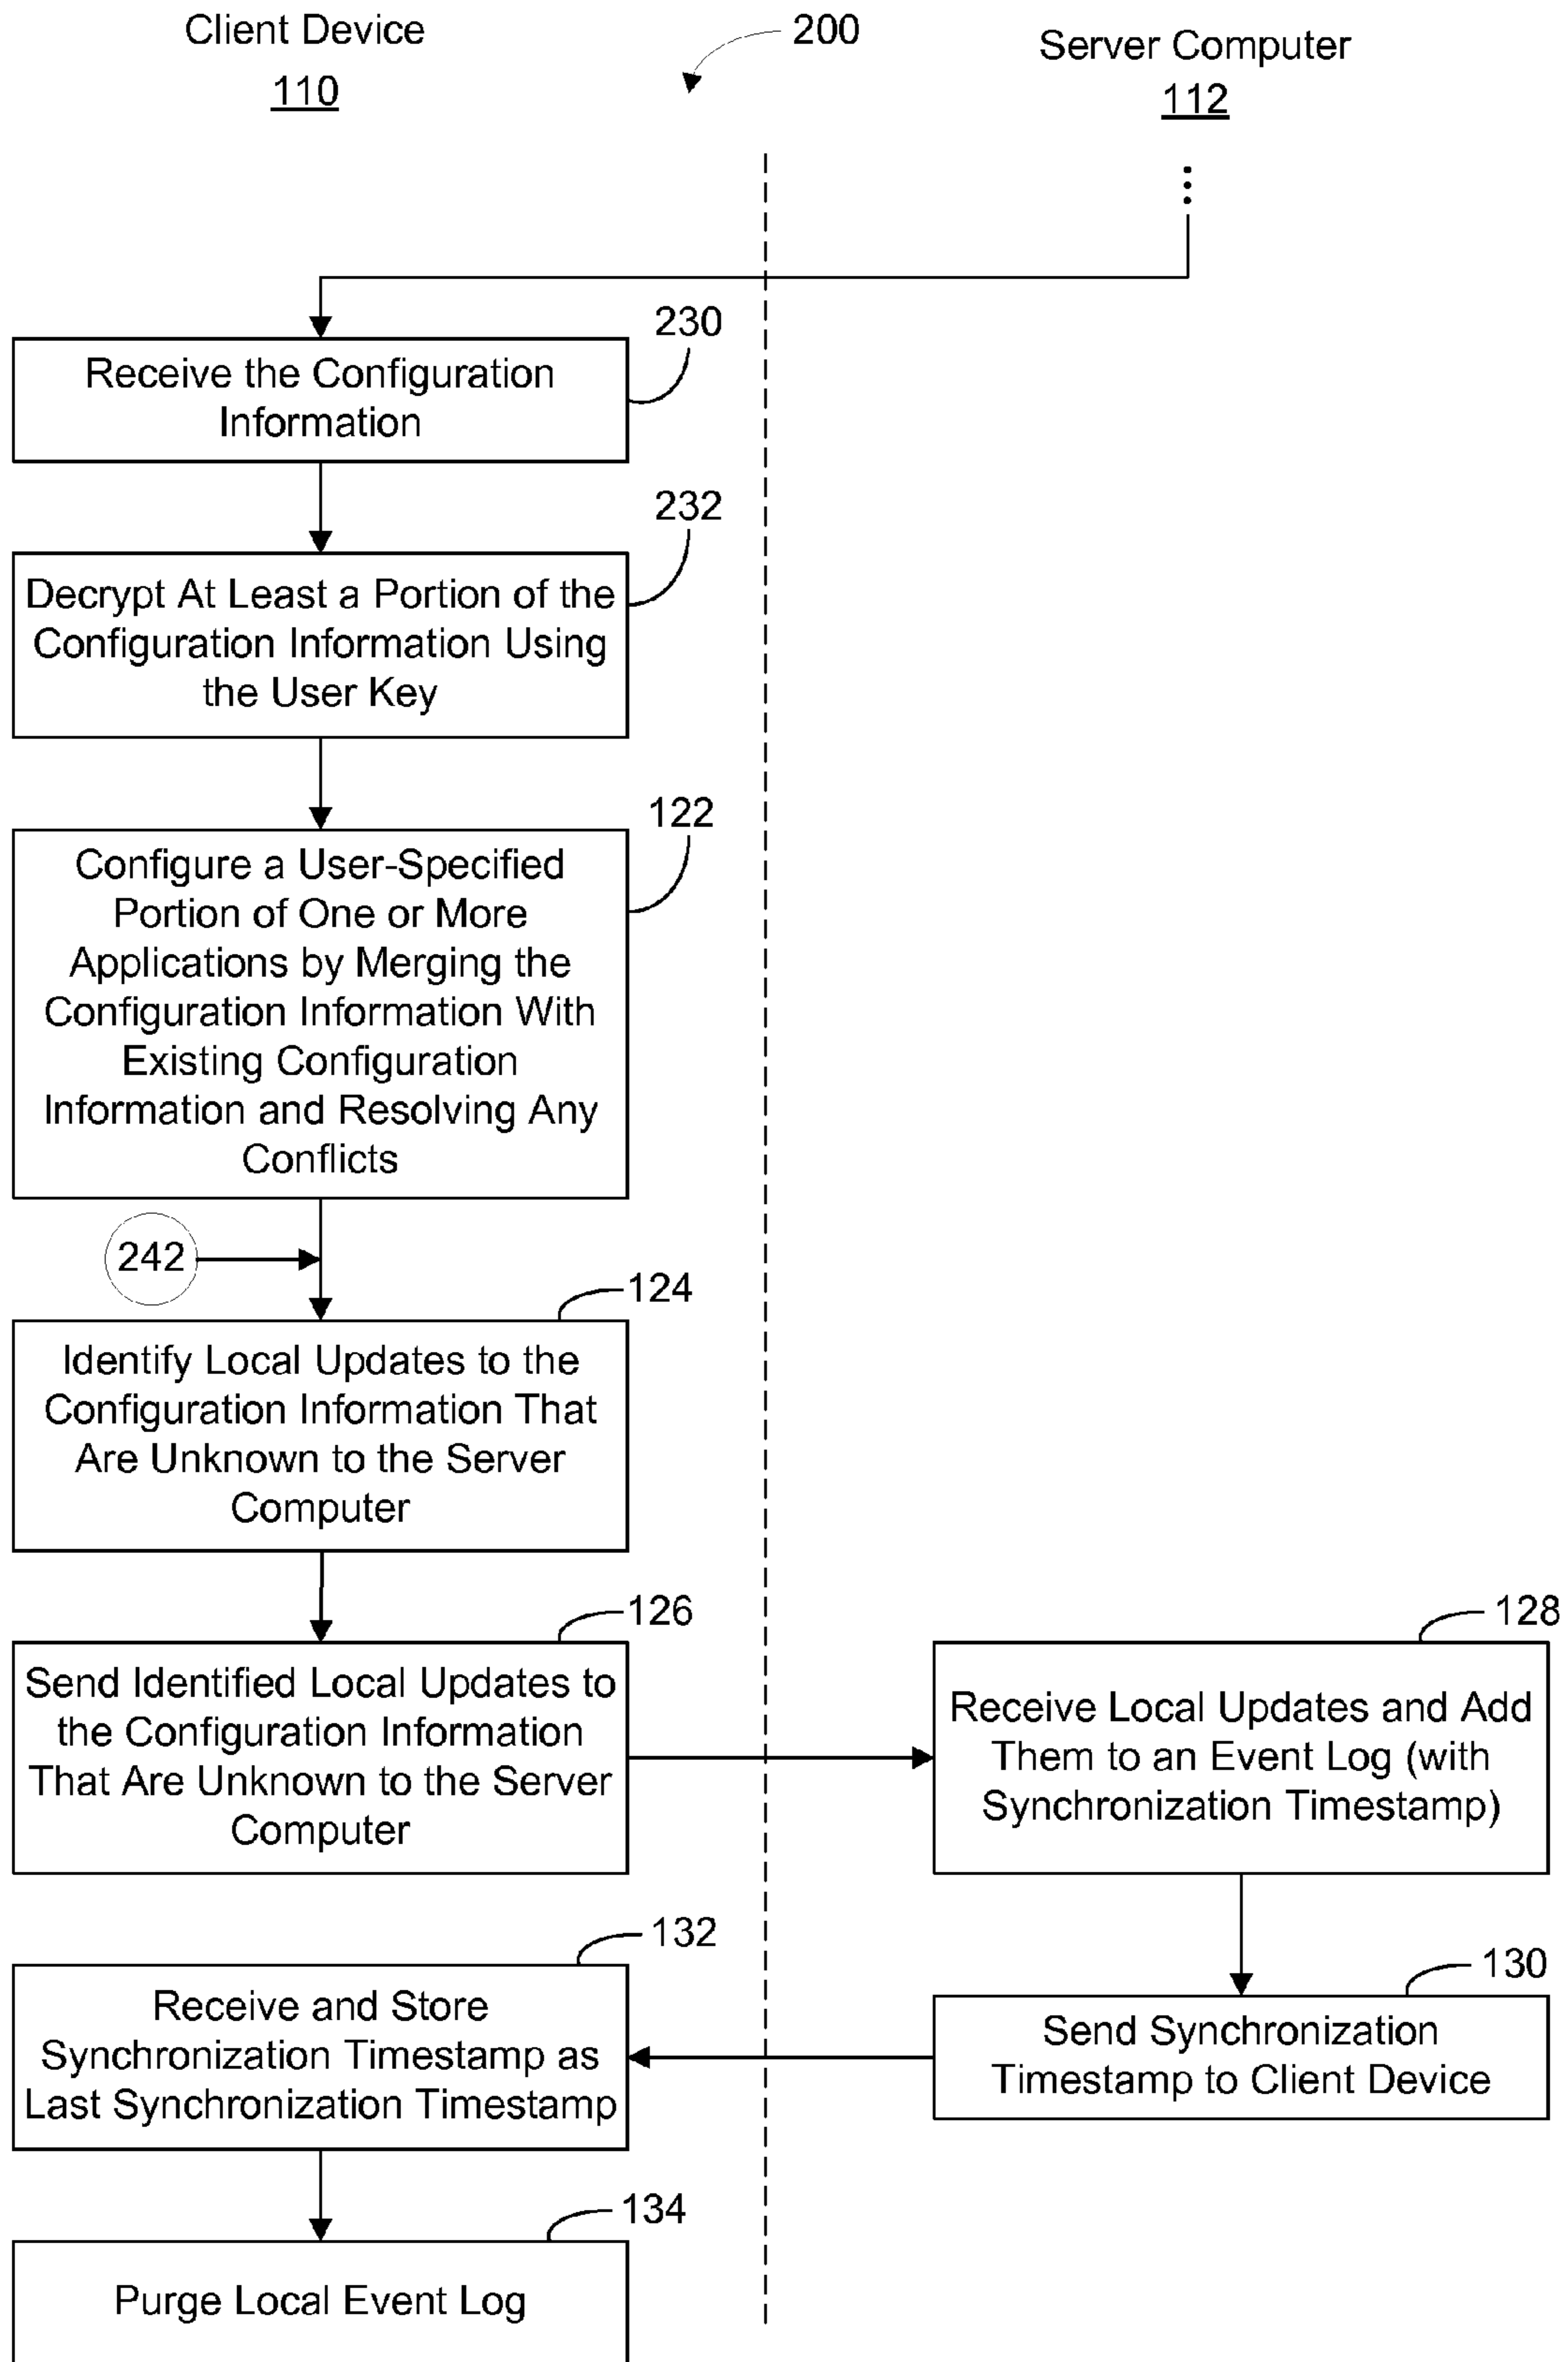 Client Device
110
200
Server Computer
112
230
Receive the Configuration
Information
232
Decrypt At Least a Portion of the
Configuration Information Using
the User Key
122
Configure a User-Specified
Portion of One or More
Applications by Merging the
Configuration Information With
Existing Configuration
Information and Resolving Any
Conflicts
242
124
Identify Local Updates to the
Configuration Information That
Are Unknown to the Server
Computer
126
Send Identified Local Updates to
the Configuration Information
That Are Unknown to the Server
Computer
128
Receive Local Updates and Add
Them to an Event Log (with
Synchronization Timestamp)
132
Receive and Store
Synchronization Timestamp as
Last Synchronization Timestamp
130
Send Synchronization
Timestamp to Client Device
134
Purge Local Event Log